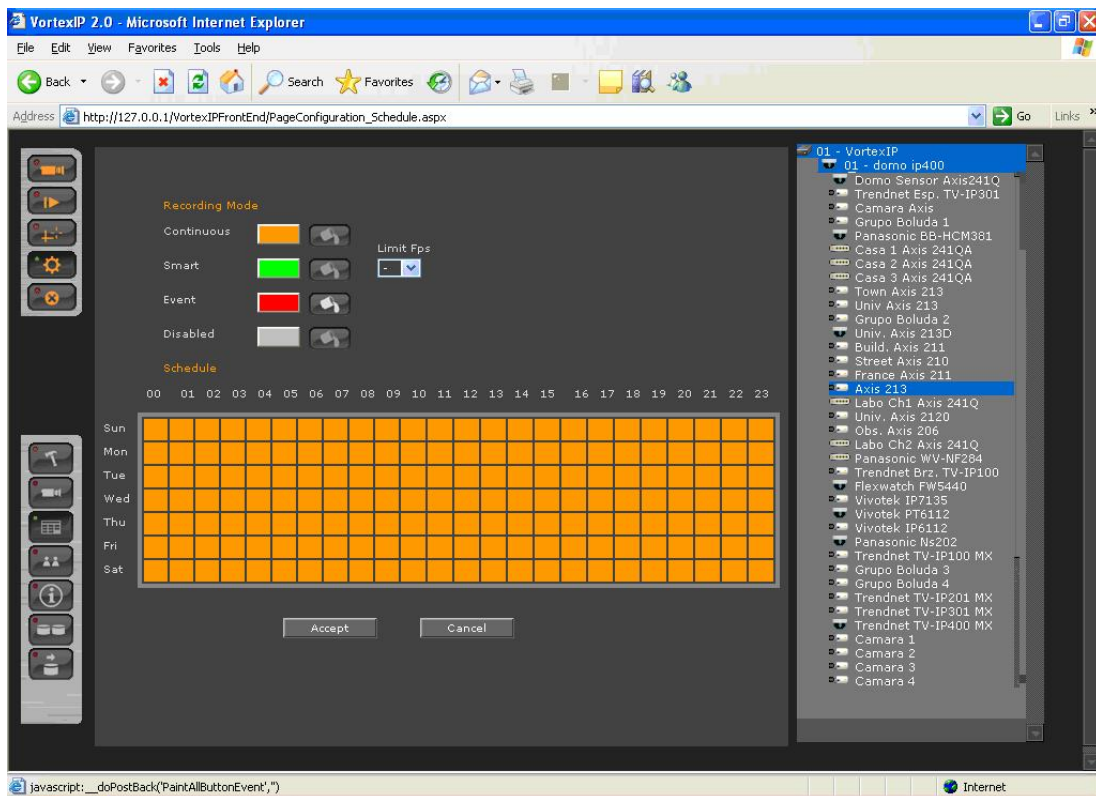 VortexIP 2.0 - Microsoft Internet Explorer
File Edit View Favorites Tools Help
Back Search Favorites
Address http://127.0.0.1/VortexIPFrontEnd/PageConfiguration_Schedule.aspx Go Links »
Recording Mode
Continuous
Limit Fps
Smart -
Event
Disabled
Schedule
00 01 02 03 04 05 06 07 08 09 10 11 12 13 14 15 16 17 18 19 20 21 22 23
Sun
Mon
Tue
Wed
Thu
Fri
Sat
Accept Cancel
01 - VortexIP
01 - domo ip400
Domo Sensor Axis241Q
Trendnet Esp. TV-IP301
Camara Axis
Grupo Boluda 1
Panasonic BB-HCM381
Casa 1 Axis 241QA
Casa 2 Axis 241QA
Casa 3 Axis 241QA
Town Axis 213
Univ Axis 213
Grupo Boluda 2
Univ. Axis 213D
Build. Axis 211
Street Axis 210
France Axis 211
Axis 213
Labo Ch1 Axis 241Q
Univ. Axis 2120
Obs. Axis 206
Labo Ch2 Axis 241Q
Panasonic WV-NF284
Trendnet Brz. TV-IP100
Flexwatch FW5440
Vivotek IP7135
Vivotek PT6112
Vivotek IP6112
Panasonic Ns202
Trendnet TV-IP100 MX
Grupo Boluda 3
Grupo Boluda 4
Trendnet TV-IP201 MX
Trendnet TV-IP301 MX
Trendnet TV-IP400 MX
Camara 1
Camara 2
Camara 3
Camara 4
javascript:__doPostBack('PaintAllButtonEvent','') Internet